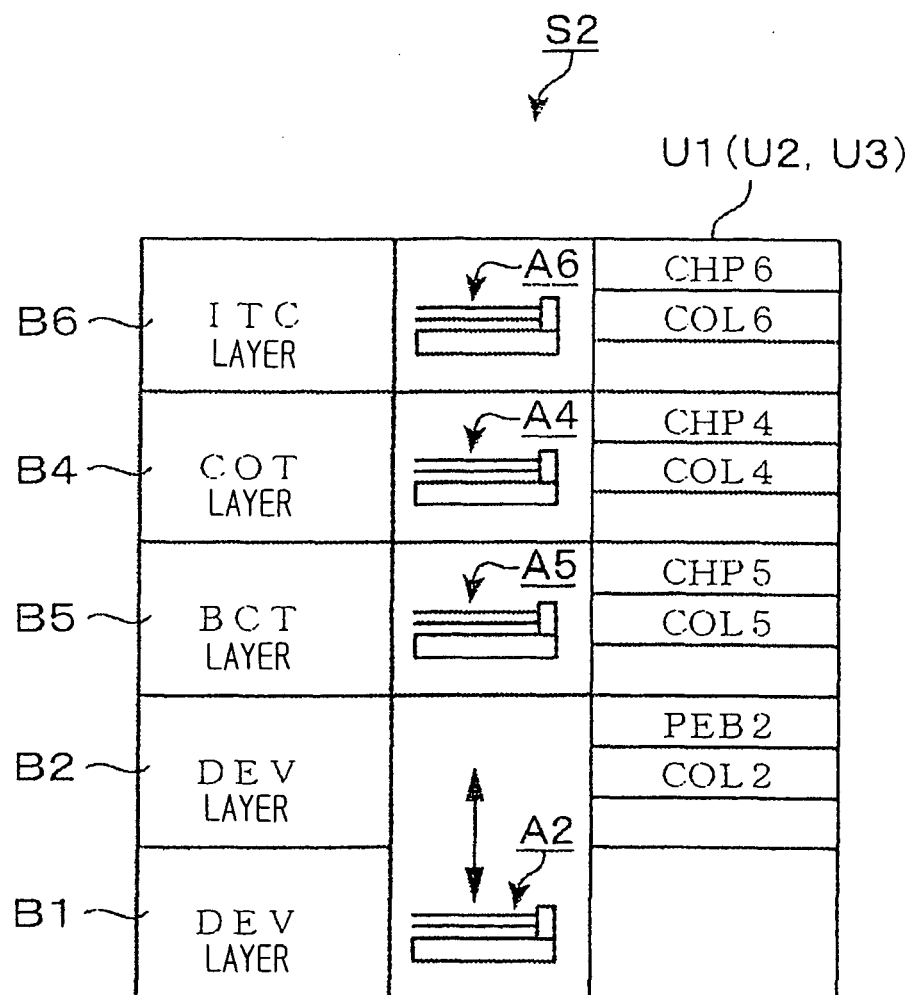 S2
U1(U2, U3)
B6
ITC
LAYER
A6
CHP6
COL6
B4
COT
LAYER
A4
CHP4
COL4
B5
BCT
LAYER
A5
CHP5
COL5
B2
DEV
LAYER
PEB2
COL2
A2
B1
DEV
LAYER